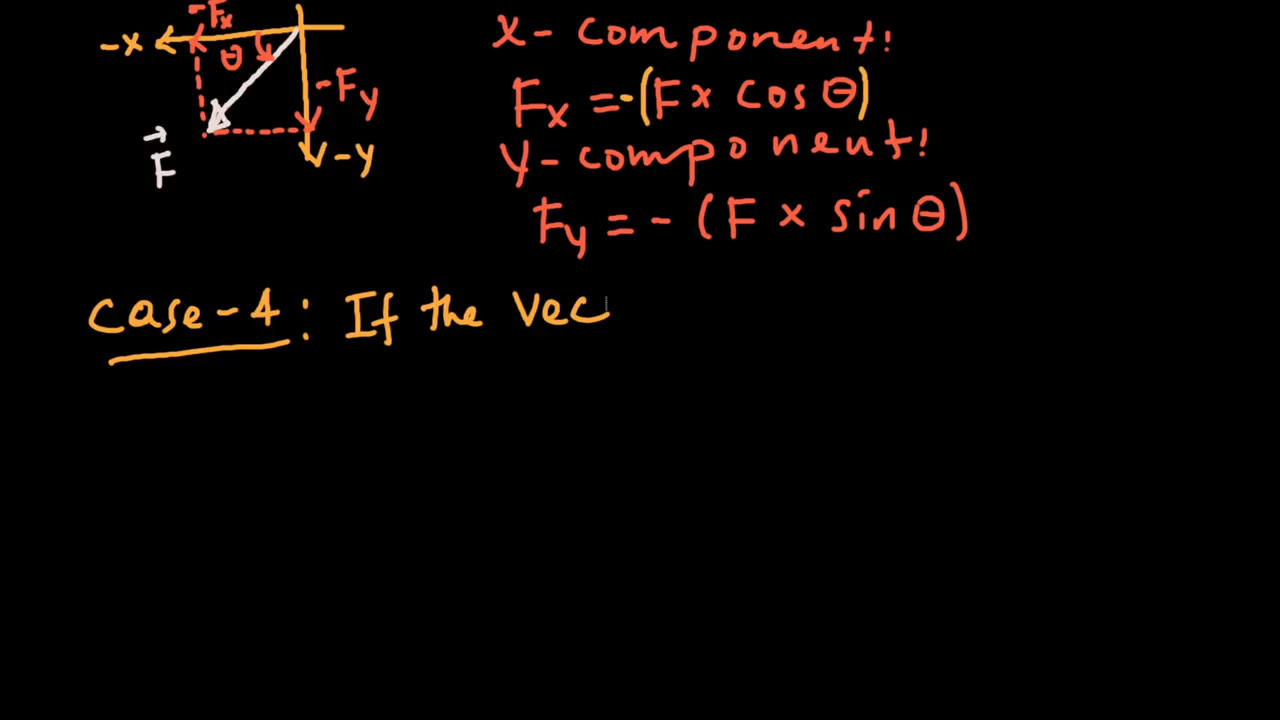 -Fx
-x
θ
-Fy
-y
F
x - component:
Fx = -(F x cos θ)
y - component:
Fy = - (F x sin θ)
case-4: If the vec